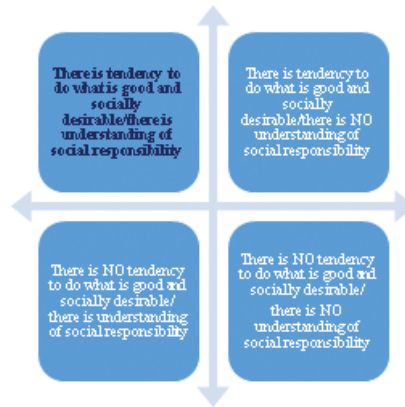 There is tendency to
do what is good and
socially
desirable/there is
understanding of
social responsibility
There is tendency to
do what is good and
socially
desirable/there is NO
understanding of
social responsibility
There is NO tendency
to do what is good and
socially desirable/
there is understanding
of social responsibility
There is NO tendency
to do what is good and
socially desirable/
there is NO
understanding of
social responsibility